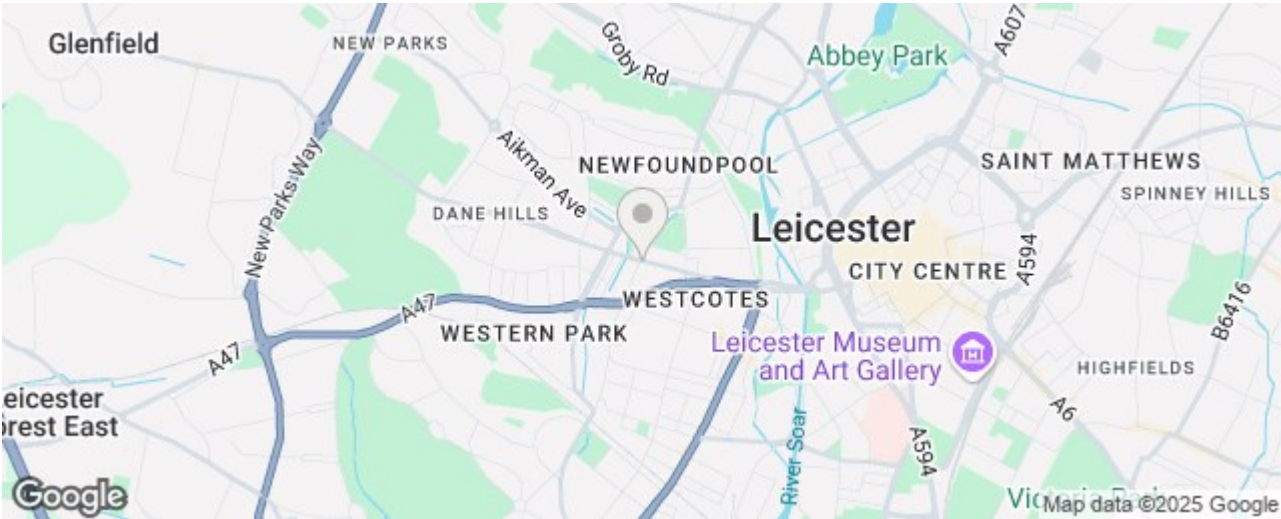 Glenfield
NEW PARKS
Groby Rd
Abbey Park
A607
New Parks Way
Aikman Ave
NEWFOUNDPOOL
SAINT MATTHEWS
SPINNEY HILLS
DANE HILLS
Leicester
CITY CENTRE
A594
A47
WESTCOTES
WESTERN PARK
B6416
A47
Leicester Museum
and Art Gallery
HIGHFIELDS
eicester
orest East
A6
River Soar
A594
Google
Victoria Park
Map data ©2025 Google